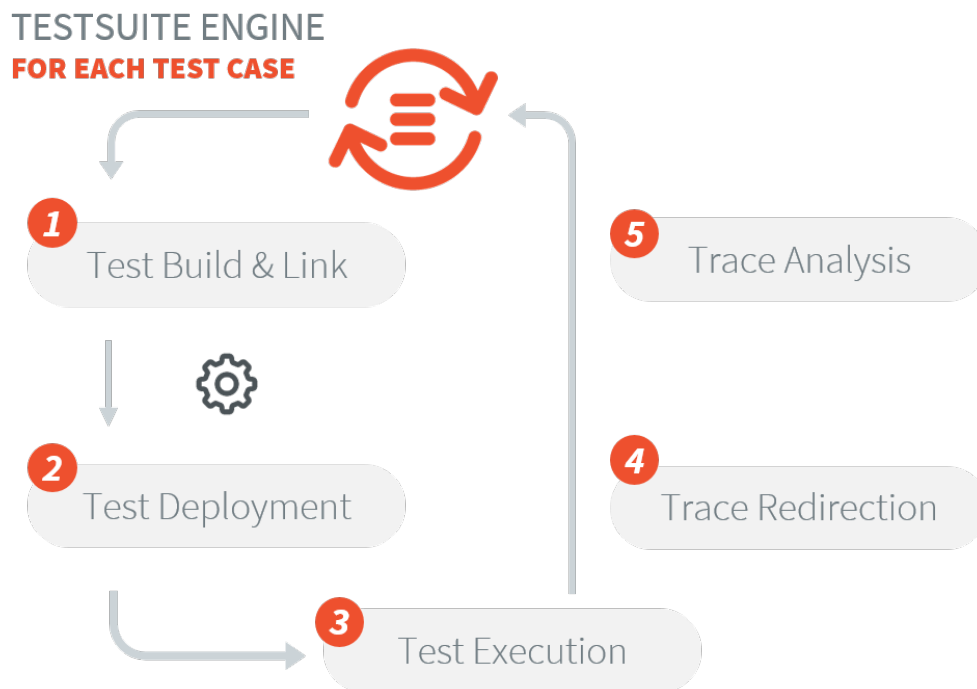 TESTSUITE ENGINE
FOR EACH TEST CASE
1
Test Build & Link
2
Test Deployment
3
Test Execution
4
Trace Redirection
5
Trace Analysis